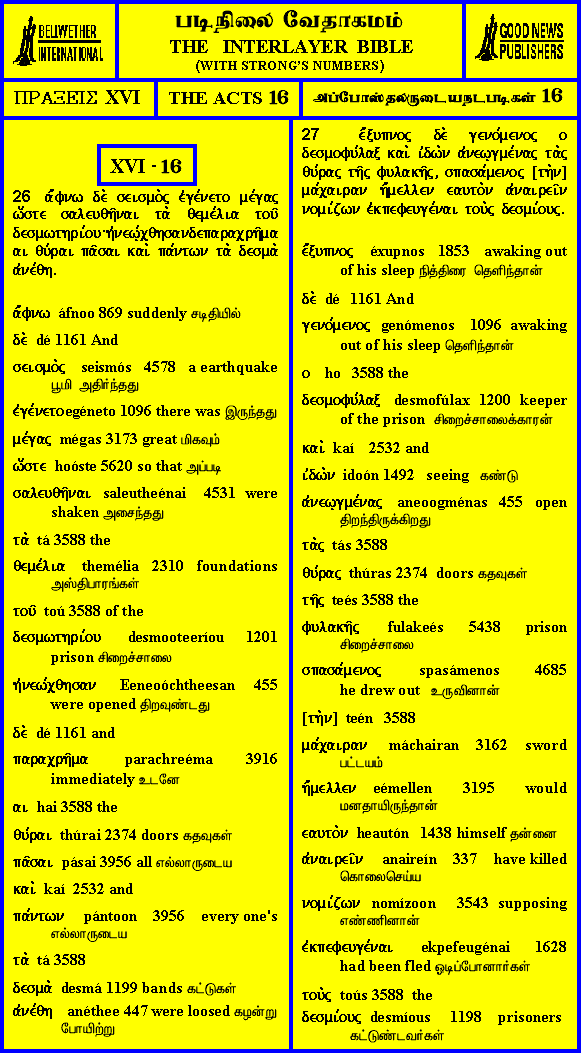 BELLWETHER
INTERNATIONAL
படிநிலை வேதாகமம்
THE INTERLAYER BIBLE
(WITH STRONG'S NUMBERS)
GOOD NEWS
PUBLISHERS
ΠΡΑΞΕΙΣ XVI
THE ACTS 16
அப்போஸ்தலருடையநடபடிகள் 16
XVI - 16
26 ἄφνω δὲ σεισμὸς ἐγένετο μέγας
ὥστε σαλευθῆναι τὰ θεμέλια τοῦ
δεσμωτηρίου·ἠνεῴχθησανδεπαραχρῆμα
αι θύραι πᾶσαι καὶ πάντων τὰ δεσμὰ
ἀνέθη.
ἄφνω áfnoo 869 suddenly சடிதியில்
δὲ dé 1161 And
σεισμὸς seismós 4578 a earthquake
பூமி அதிர்ந்தது
ἐγένετο egéneto 1096 there was இருந்தது
μέγας mégas 3173 great மிகவும்
ὥστε hoóste 5620 so that அப்படி
σαλευθῆναι saleutheénai 4531 were
shaken அசைந்தது
τὰ tá 3588 the
θεμέλια themélia 2310 foundations
அஸ்திபாரங்கள்
τοῦ toú 3588 of the
δεσμωτηρίου desmooteeríou 1201
prison சிறைச்சாலை
ἠνεώχθησαν Eeneoóchtheesan 455
were opened திறவுண்டது
δὲ dé 1161 and
παραχρῆμα parachreéma 3916
immediately உடனே
αι hai 3588 the
θύραι thúrai 2374 doors கதவுகள்
πᾶσαι pásai 3956 all எல்லாருடைய
καὶ kaí 2532 and
πάντων pántoon 3956 every one's
எல்லாருடைய
τὰ tá 3588
δεσμὰ desmá 1199 bands கட்டுகள்
ἀνέθη anéthee 447 were loosed கழன்று
போயிற்று
27 ἔξυπνος δὲ γενόμενος ο
δεσμοφύλαξ καὶ ἰδὼν ἀνεῳγμένας τὰς
θύρας τῆς φυλακῆς, σπασάμενος [τὴν]
μάχαιραν ἤμελλεν εαυτὸν ἀναιρεῖν
νομίζων ἐκπεφευγέναι τοὺς δεσμίους.
ἔξυπνος éxupnos 1853 awaking out
of his sleep நித்திரை தெளிந்தான்
δὲ dé 1161 And
γενόμενος genómenos 1096 awaking
out of his sleep தெளிந்தான்
ο ho 3588 the
δεσμοφύλαξ desmofúlax 1200 keeper
of the prison சிறைச்சாலைக்காரன்
καὶ kaí 2532 and
ἰδὼν idoón 1492 seeing கண்டு
ἀνεῳγμένας aneoogménas 455 open
திறந்திருக்கிறது
τὰς tás 3588
θύρας thúras 2374 doors கதவுகள்
τῆς teés 3588 the
φυλακῆς fulakeés 5438 prison
சிறைச்சாலை
σπασάμενος spasámenos 4685
he drew out உருவினான்
[τὴν] teén 3588
μάχαιραν máchairan 3162 sword
பட்டயம்
ἤμελλεν eémellen 3195 would
மனதாயிருந்தான்
εαυτὸν heautón 1438 himself தன்னை
ἀναιρεῖν anaireín 337 have killed
கொலைசெய்ய
νομίζων nomízoon 3543 supposing
எண்ணினான்
ἐκπεφευγέναι ekpefeugénai 1628
had been fled ஓடிப்போனார்கள்
τοὺς toús 3588 the
δεσμίους desmíous 1198 prisoners
கட்டுண்டவர்கள்